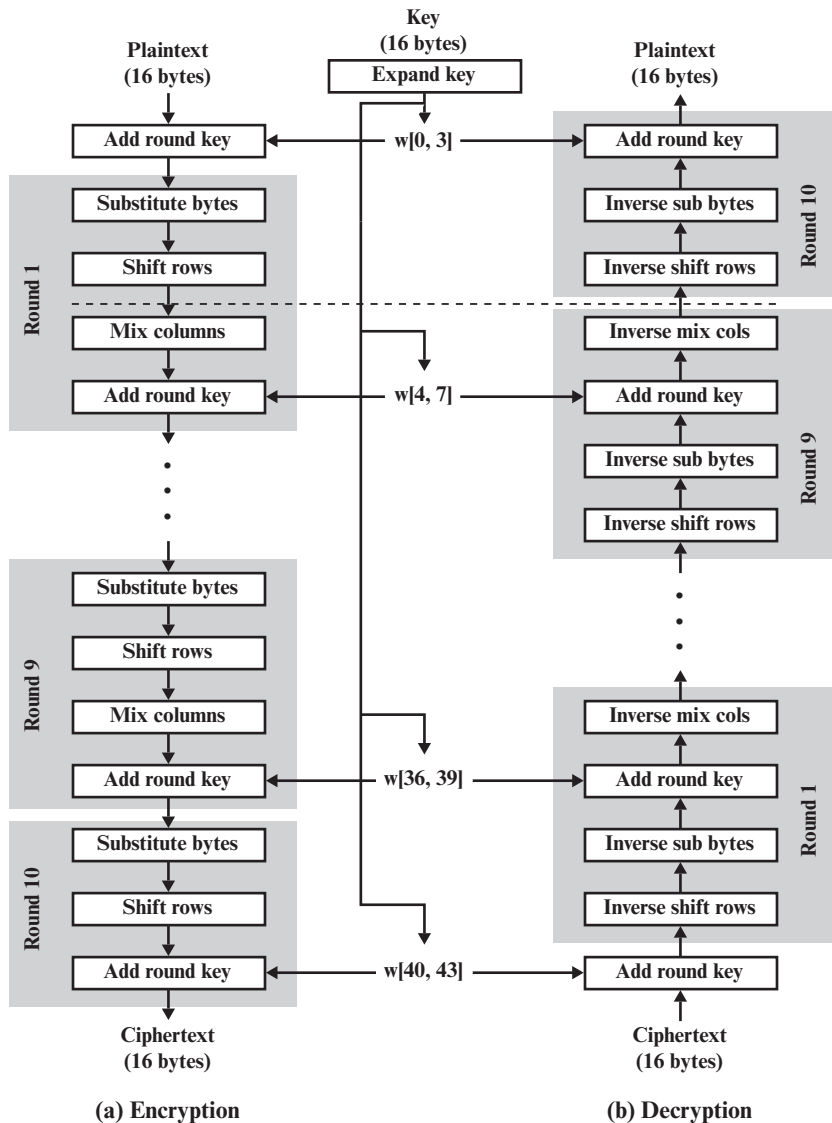 Key
(16 bytes)
Expand key
Plaintext
(16 bytes)
Add round key
Round 1
Substitute bytes
Shift rows
Mix columns
Add round key
Round 9
Substitute bytes
Shift rows
Mix columns
Add round key
Round 10
Substitute bytes
Shift rows
Add round key
Ciphertext
(16 bytes)
(a) Encryption
w[0, 3]
w[4, 7]
w[36, 39]
w[40, 43]
Plaintext
(16 bytes)
Add round key
Inverse sub bytes
Inverse shift rows
Round 10
Inverse mix cols
Add round key
Inverse sub bytes
Inverse shift rows
Round 9
Inverse mix cols
Add round key
Inverse sub bytes
Inverse shift rows
Round 1
Add round key
Ciphertext
(16 bytes)
(b) Decryption